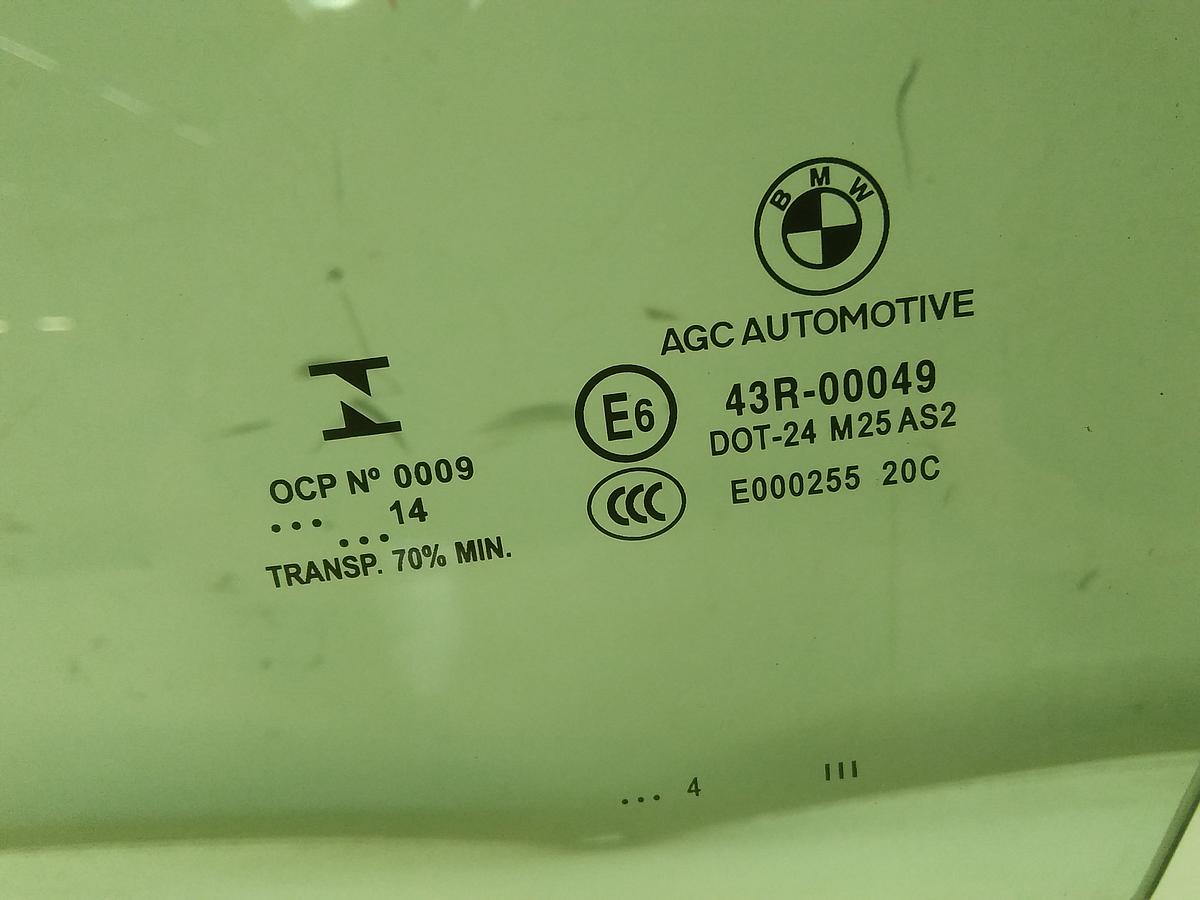 BMW
AGC AUTOMOTIVE
E6
43R-00049
DOT-24 M25 AS2
CCC
E000255 20C
OCP Nº 0009
... 14
...
TRANSP. 70% MIN.
... 4 III